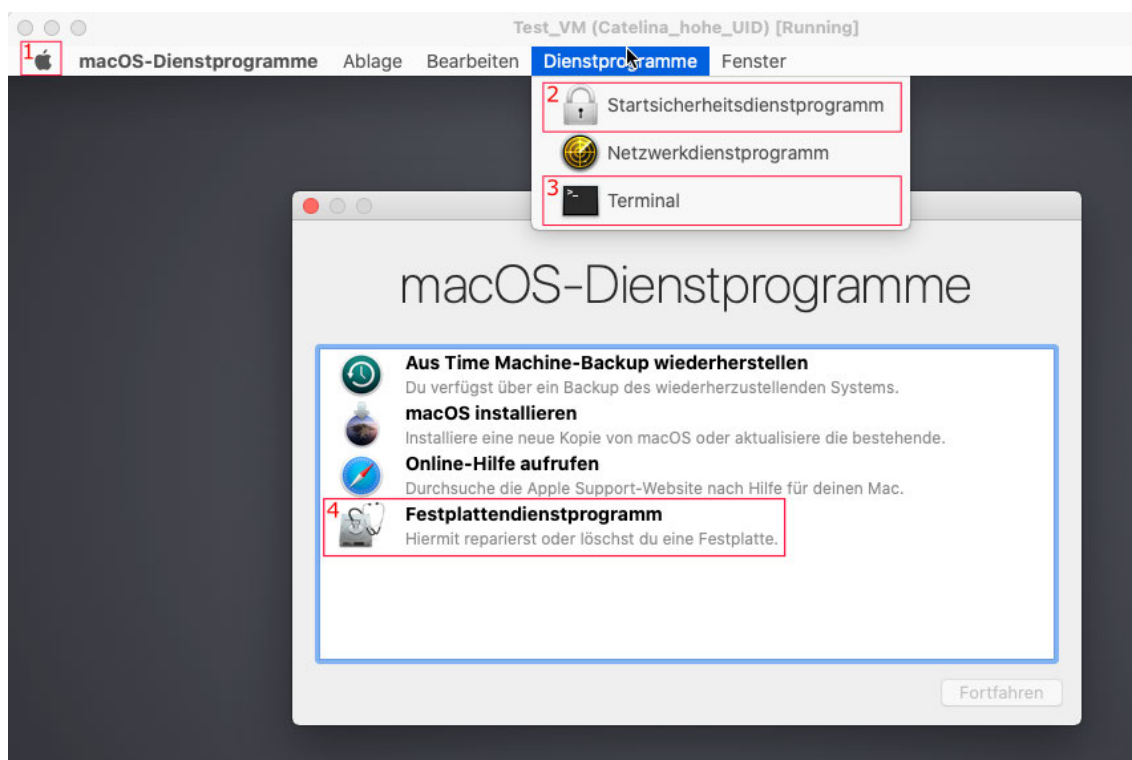 Test_VM (Catelina_hohe_UID) [Running]
1 macOS-Dienstprogramme Ablage Bearbeiten Dienstprogramme Fenster
2 Startsicherheitsdienstprogramm
Netzwerkdienstprogramm
3 >_ Terminal
macOS-Dienstprogramme
Aus Time Machine-Backup wiederherstellen
Du verfügst über ein Backup des wiederherzustellenden Systems.
macOS installieren
Installiere eine neue Kopie von macOS oder aktualisiere die bestehende.
Online-Hilfe aufrufen
Durchsuche die Apple Support-Website nach Hilfe für deinen Mac.
4 Festplattendienstprogramm
Hiermit reparierst oder löschst du eine Festplatte.
Fortfahren